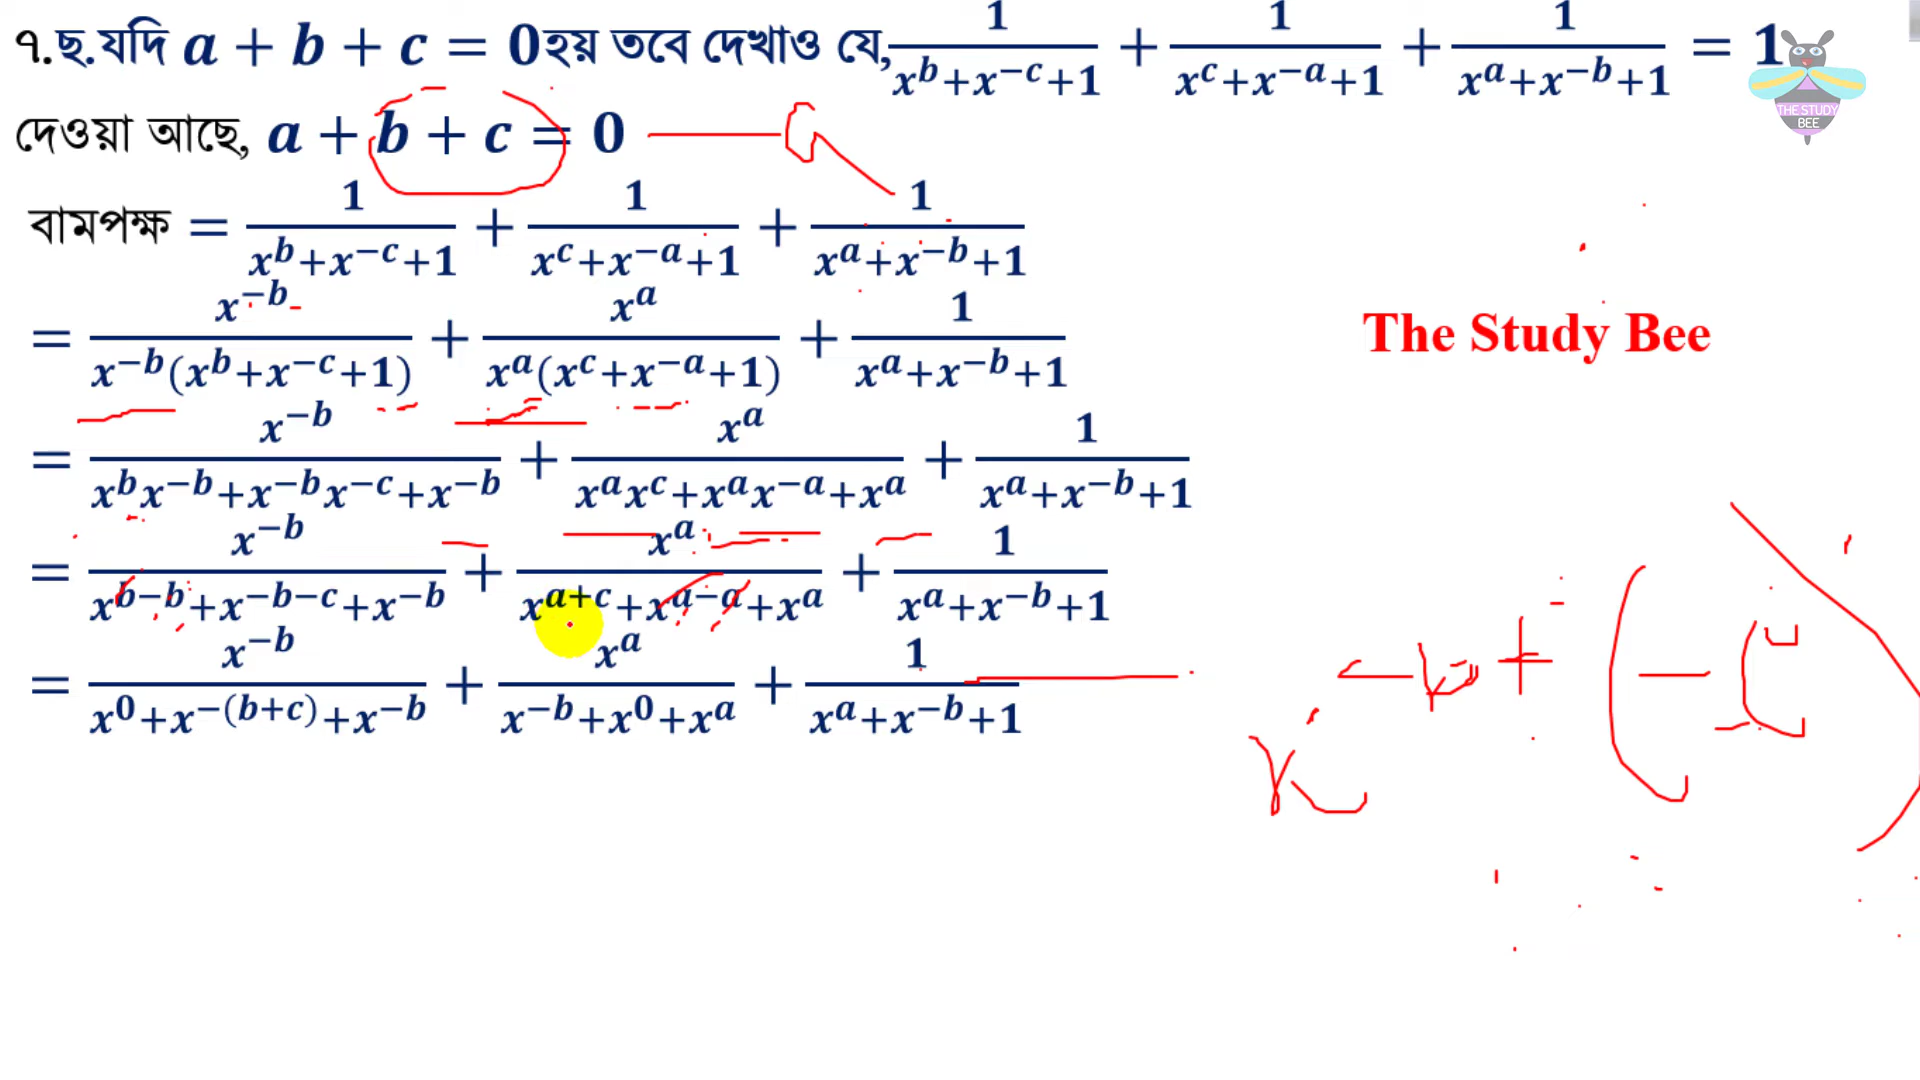 ৭.ছ.যদি a + b + c = 0হয় তবে দেখাও যে, 1/(x^b+x^−c+1) + 1/(x^c+x^−a+1) + 1/(x^a+x^−b+1) = 1
THE STUDY BEE
দেওয়া আছে, a + b + c = 0
বামপক্ষ = 1/(x^b+x^−c+1) + 1/(x^c+x^−a+1) + 1/(x^a+x^−b+1)
= x^−b/(x^−b(x^b+x^−c+1)) + x^a/(x^a(x^c+x^−a+1)) + 1/(x^a+x^−b+1)
The Study Bee
= x^−b/(x^b x^−b+x^−b x^−c+x^−b) + x^a/(x^a x^c+x^a x^−a+x^a) + 1/(x^a+x^−b+1)
= x^−b/(x^(b−b)+x^(−b−c)+x^−b) + x^a/(x^(a+c)+x^(a−a)+x^a) + 1/(x^a+x^−b+1)
= x^−b/(x^0+x^−(b+c)+x^−b) + x^a/(x^−b+x^0+x^a) + 1/(x^a+x^−b+1)